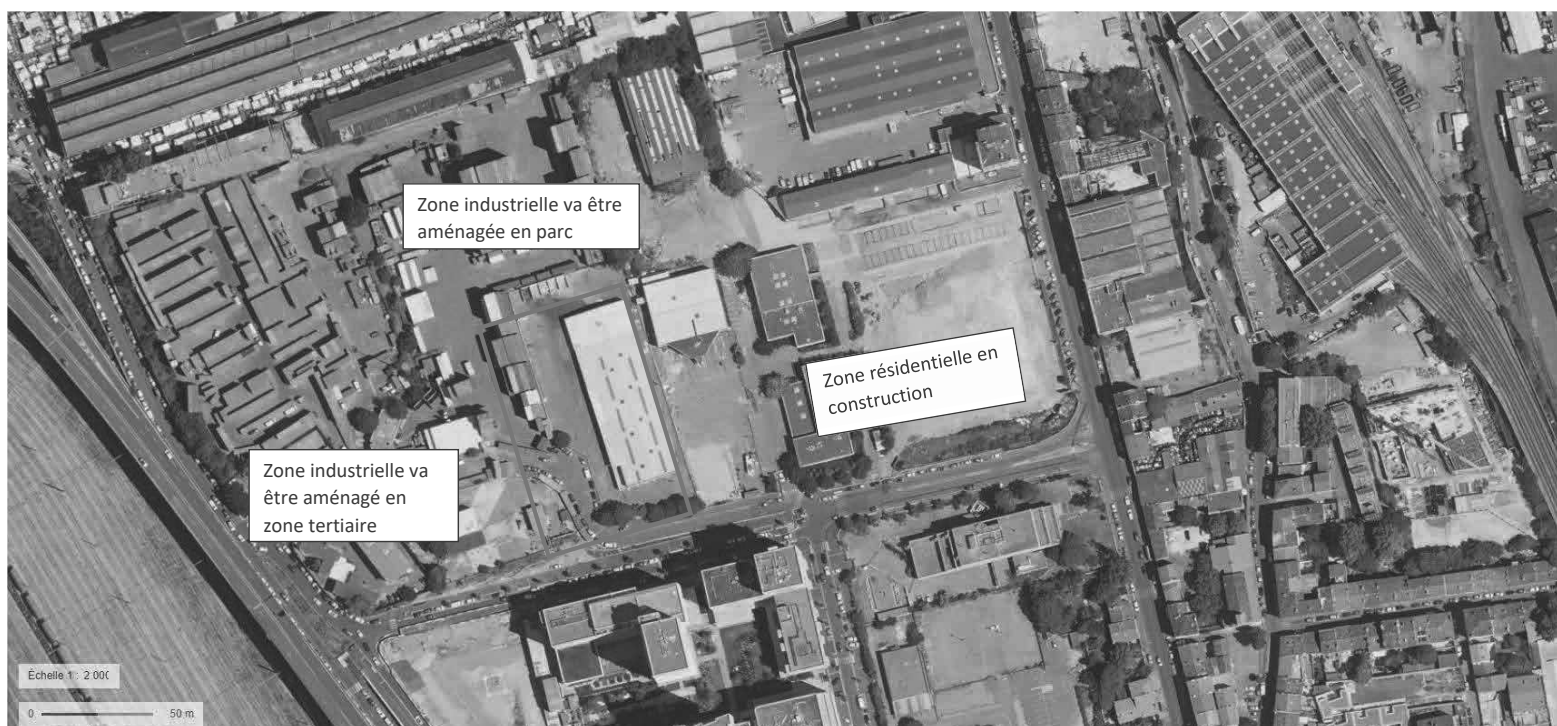 Zone industrielle va être
aménagée en parc
Zone résidentielle en
construction
Zone industrielle va
être aménagé en
zone tertiaire
Échelle 1 : 2 000
0 50 m